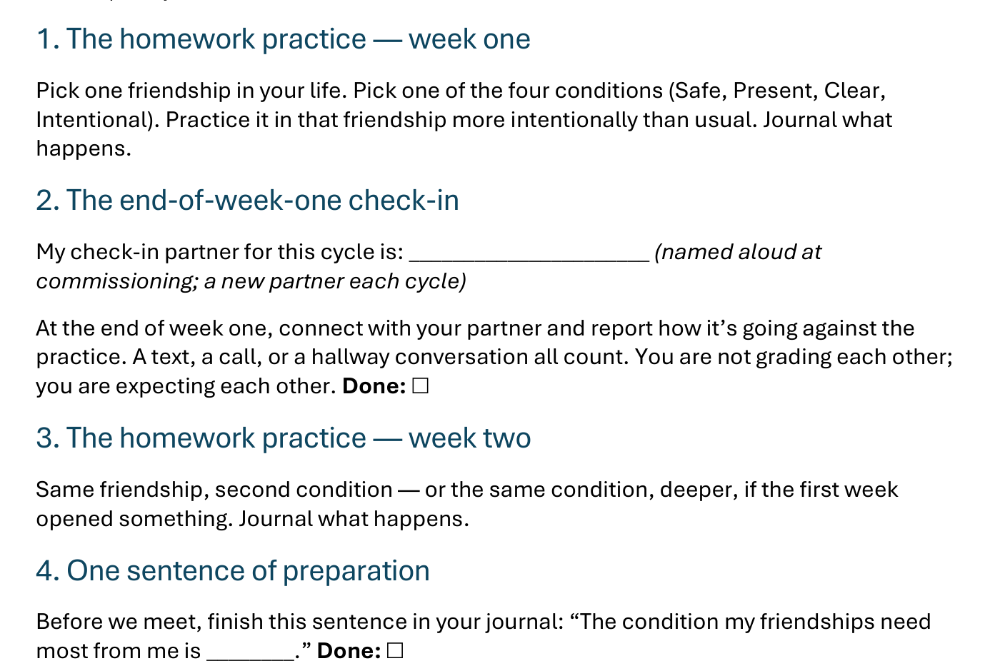 1. The homework practice — week one
Pick one friendship in your life. Pick one of the four conditions (Safe, Present, Clear,
Intentional). Practice it in that friendship more intentionally than usual. Journal what
happens.
2. The end-of-week-one check-in
My check-in partner for this cycle is: ______________________ (named aloud at
commissioning; a new partner each cycle)
At the end of week one, connect with your partner and report how it’s going against the
practice. A text, a call, or a hallway conversation all count. You are not grading each other;
you are expecting each other. Done: ☐
3. The homework practice — week two
Same friendship, second condition — or the same condition, deeper, if the first week
opened something. Journal what happens.
4. One sentence of preparation
Before we meet, finish this sentence in your journal: “The condition my friendships need
most from me is ________.” Done: ☐